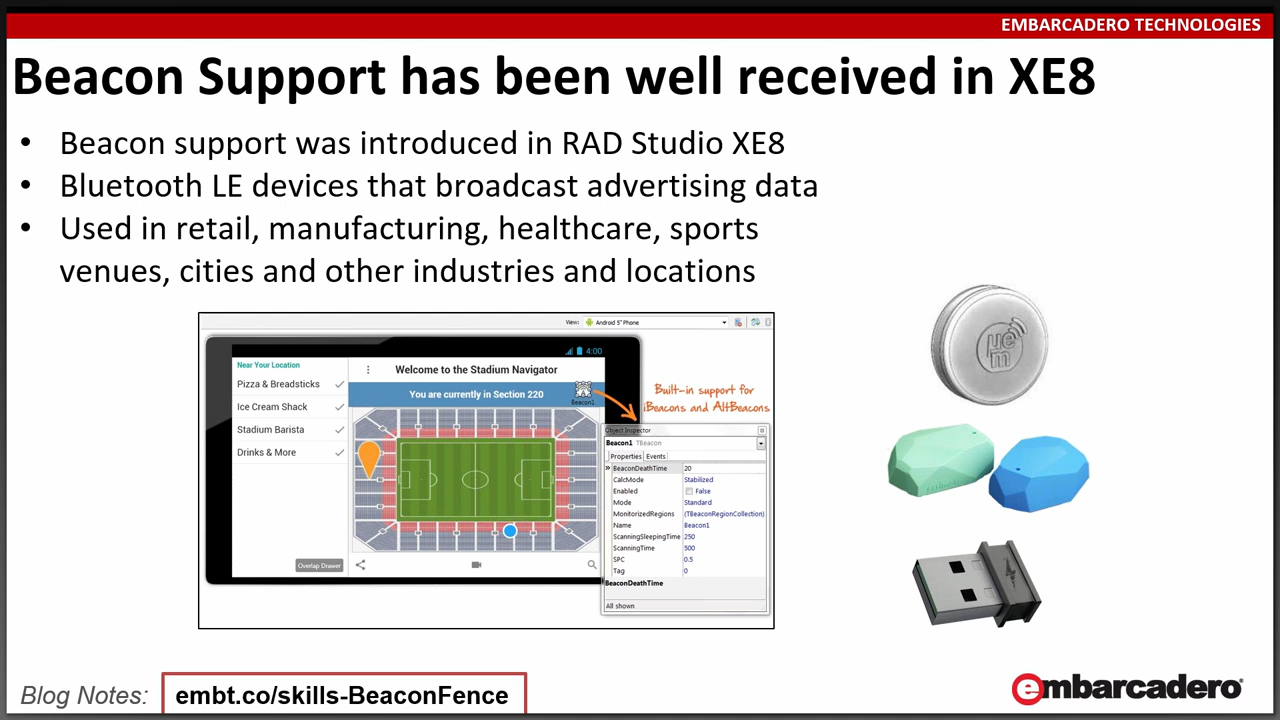 EMBARCADERO TECHNOLOGIES
Beacon Support has been well received in XE8
• Beacon support was introduced in RAD Studio XE8
• Bluetooth LE devices that broadcast advertising data
• Used in retail, manufacturing, healthcare, sports
venues, cities and other industries and locations
View: Android 5" Phone
4:00
Near Your Location
Pizza & Breadsticks
Ice Cream Shack
Stadium Barista
Drinks & More
Overlap Drawer
Welcome to the Stadium Navigator
You are currently in Section 220
Beacon1
Built-in support for
iBeacons and AltBeacons
Object Inspector
Beacon1 TBeacon
Properties Events
BeaconDeathTime 20
CalcMode Stabilized
Enabled False
Mode Standard
MonitorizedRegions (TBeaconRegionCollection)
Name Beacon1
ScanningSleepingTime 250
ScanningTime 500
SPC 0.5
Tag 0
BeaconDeathTime
All shown
Blog Notes: embt.co/skills-BeaconFence
embarcadero